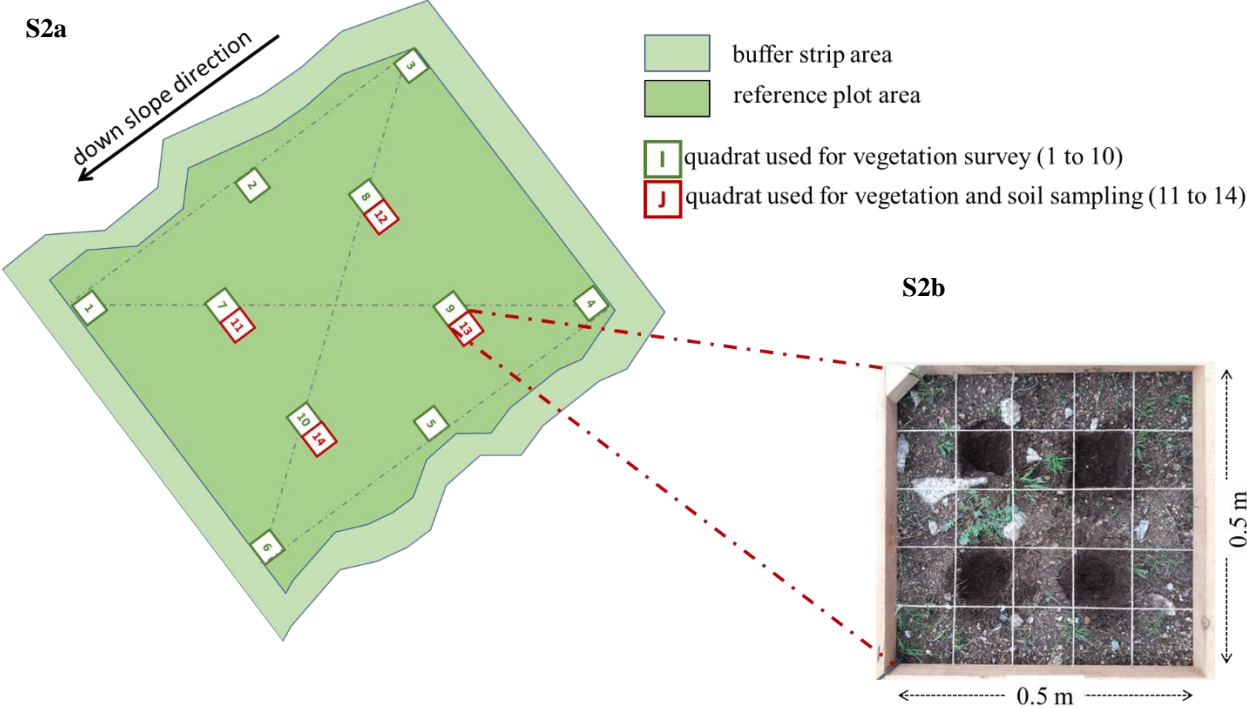 S2a
down slope direction
buffer strip area
reference plot area
I quadrat used for vegetation survey (1 to 10)
J quadrat used for vegetation and soil sampling (11 to 14)
3
2
8
12
1
7
11
9
13
4
10
14
5
6
S2b
0.5 m
0.5 m